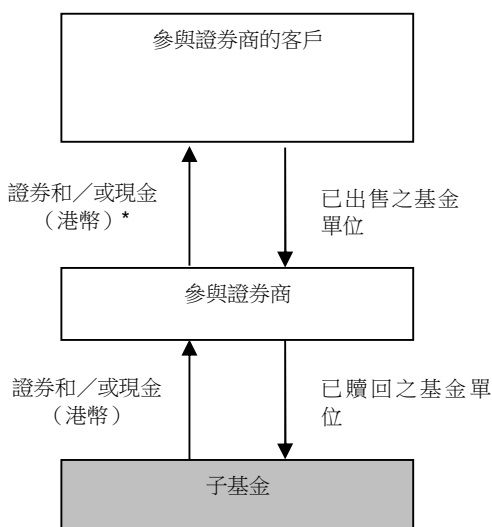 參與證券商的客戶
證券和／或現金
（港幣）*
已出售之基金
單位
參與證券商
證券和／或現金
（港幣）
已贖回之基金單
位
子基金